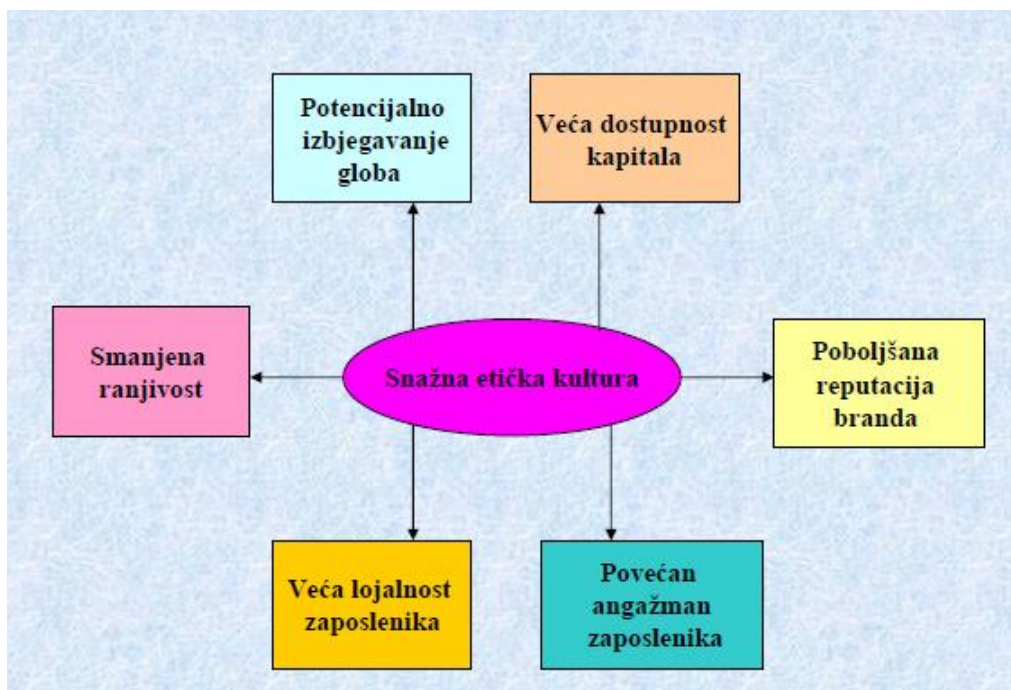 Potencijalno
izbjegavanje
globa
Veća dostupnost
kapitala
Smanjena
ranjivost
Snažna etička kultura
Poboljšana
reputacija
branda
Veća lojalnost
zaposlenika
Povećan
angažman
zaposlenika